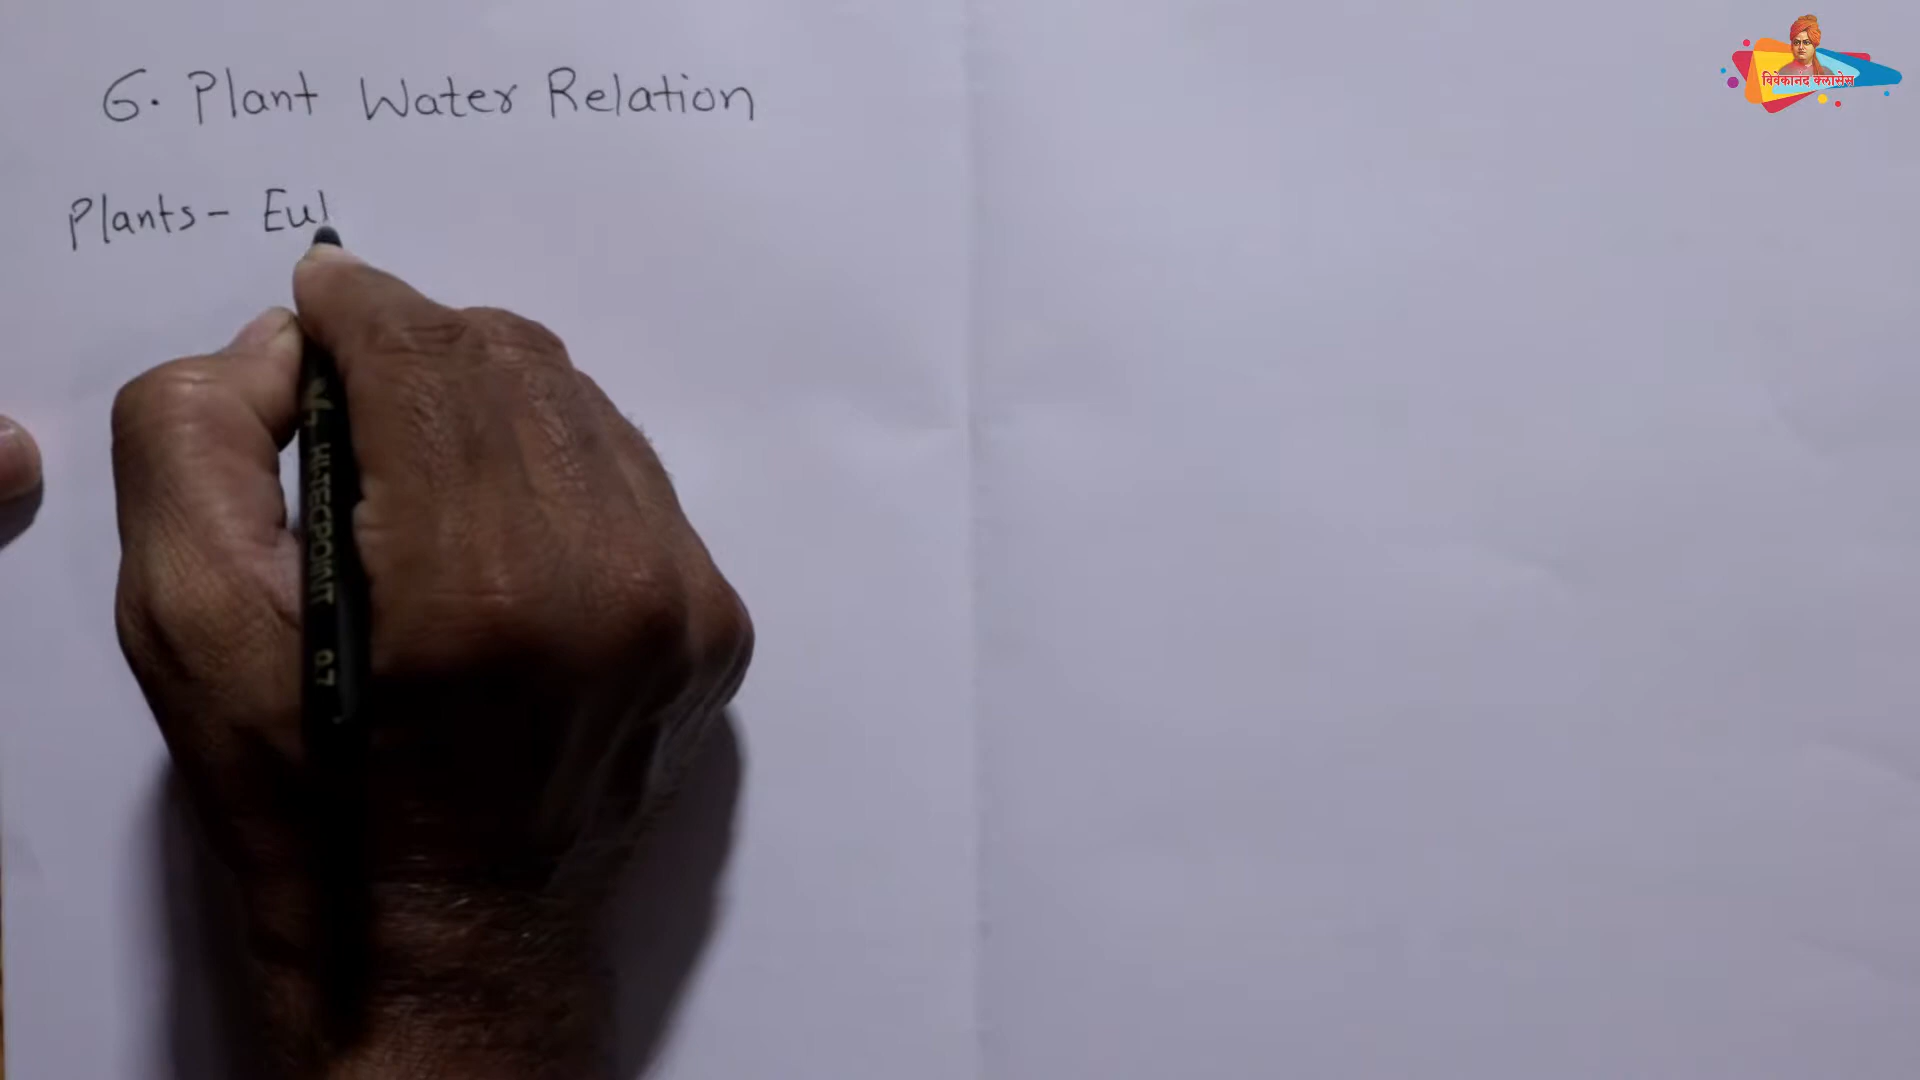 6. Plant Water Relation
Plants - Eu
विवेकानंद क्लासेस
HI-TECPOINT 0.7